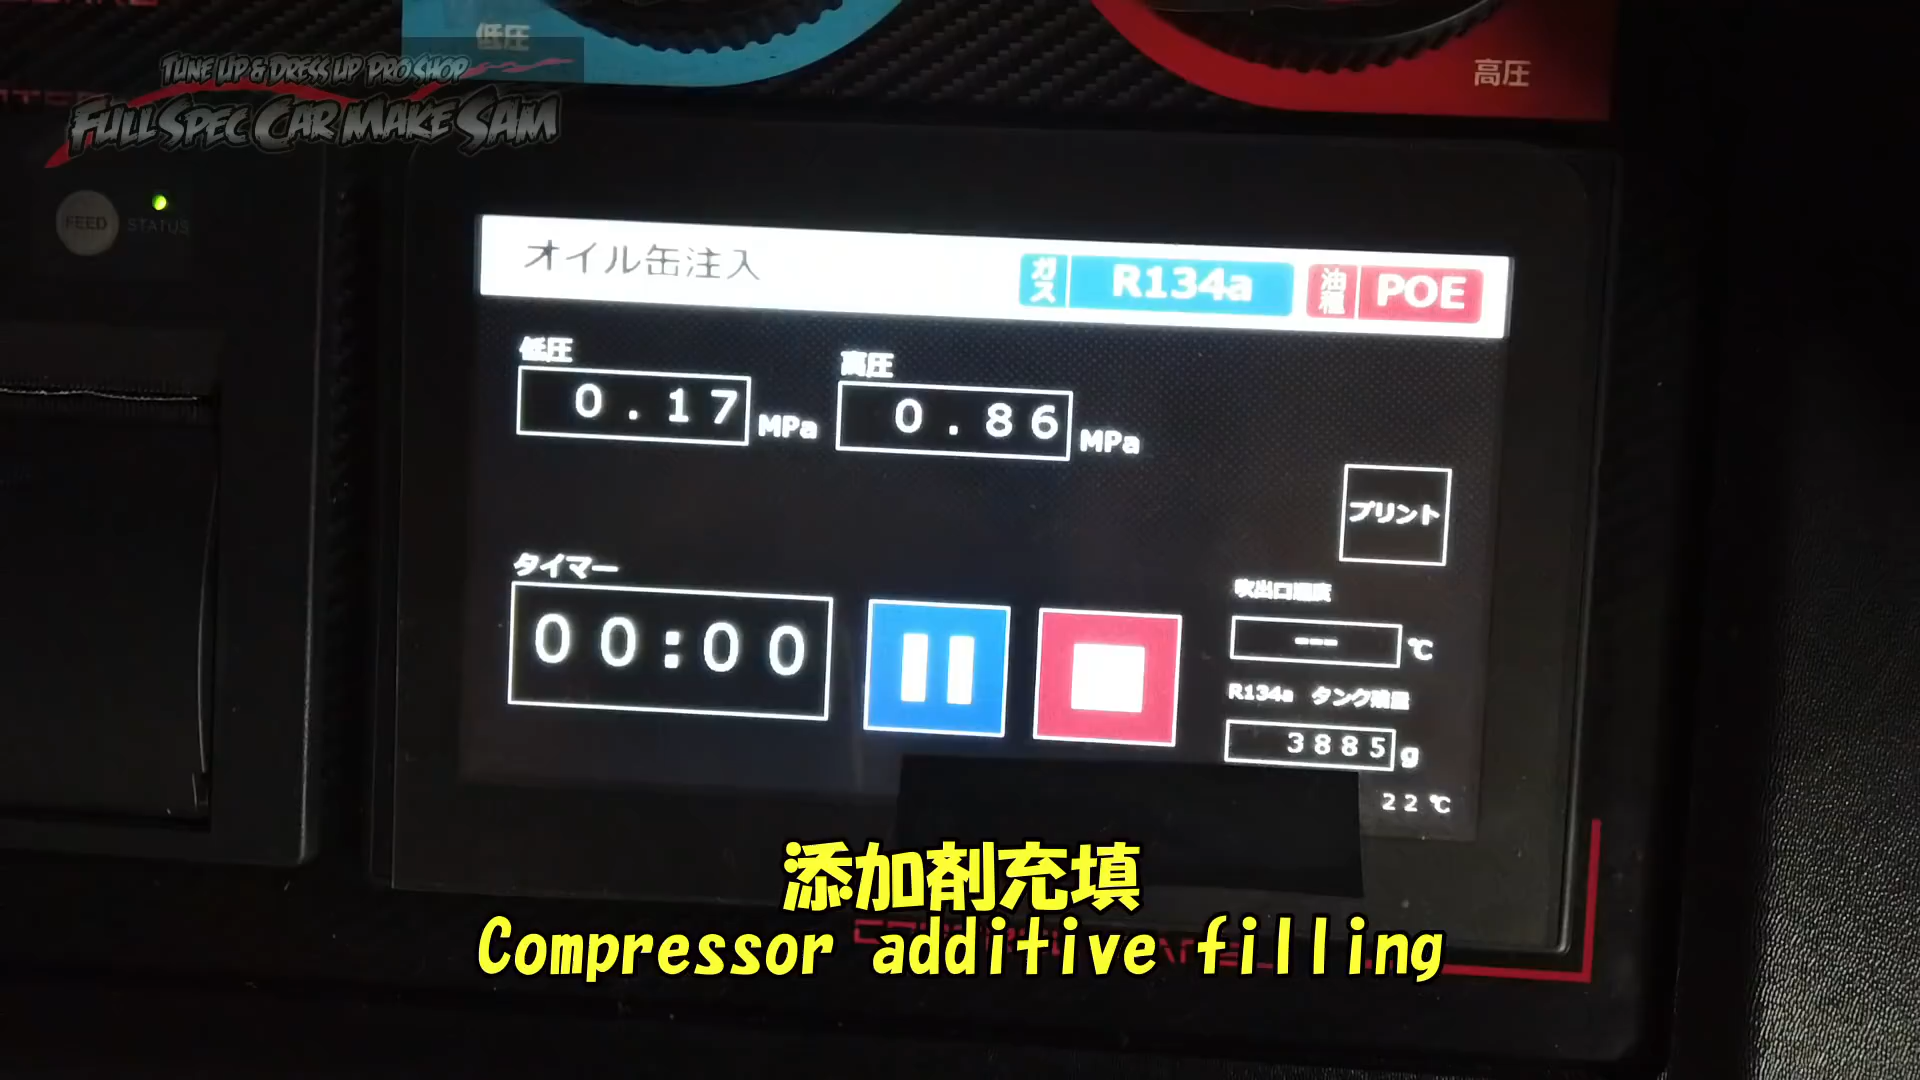 低圧
高圧
TUNE UP & DRESS UP PRO SHOP
FULL SPEC CAR MAKE SAM
FEED
STATUS
オイル缶注入
ガス R134a
油種 POE
低圧
0.17 MPa
高圧
0.86 MPa
プリント
タイマー
00:00
吹出口温度
--- ℃
R134a タンク残量
3885 g
22℃
添加剤充填
Compressor additive filling